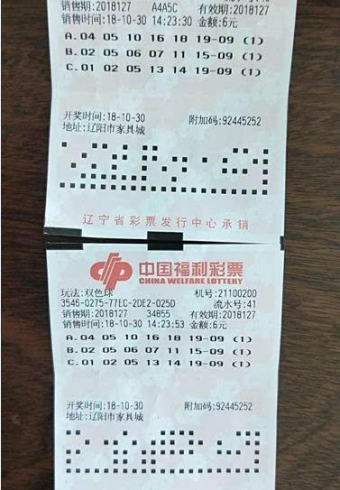 销售期:2018127 A4A5C 有效期:2018127
销售时间:18-10-30 14:23:30 金额:6元
A.04 05 10 16 18 19-09 (1)
B.02 05 06 07 11 15-09 (1)
C.01 02 05 13 14 19-09 (1)
开奖时间:18-10-30 附加码:92445252
地址:辽阳市家具城
辽宁省彩票发行中心承销
中国福利彩票
CHINA WELFARE LOTTERY
玩法:双色球 机号:21100200
3546-0275-77EC-2DE2-025D 流水号:41
销售期:2018127 34855 有效期:2018127
销售时间:18-10-30 14:23:53 金额:6元
A.04 05 10 16 18 19-09 (1)
B.02 05 06 07 11 15-09 (1)
C.01 02 05 13 14 19-09 (1)
开奖时间:18-10-30 附加码:92445252
地址:辽阳市家具城